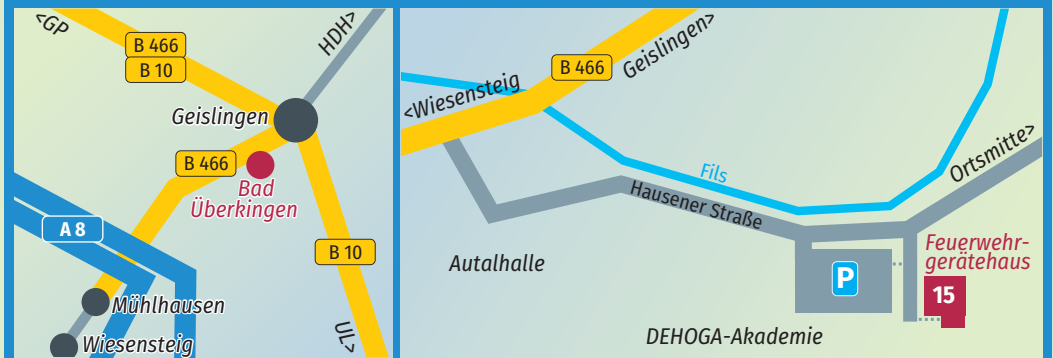 <GP
B 466
B 10
HDH>
Geislingen
B 466
Bad
Überkingen
A 8
B 10
Mühlhausen
Wiesensteig
UL>
B 466
Geislingen>
<Wiesensteig
Fils
Hausener Straße
Ortsmitte>
Autalhalle
P
Feuerwehr-
gerätehaus
15
DEHOGA-Akademie